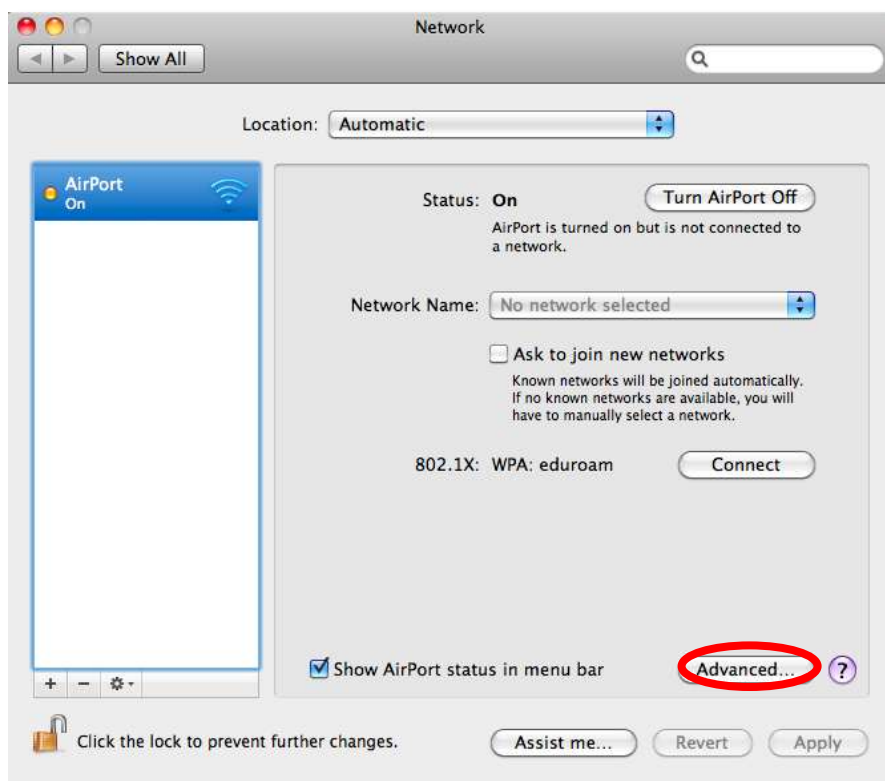 Network
Show All
Location: Automatic
AirPort
On
Status: On
Turn AirPort Off
AirPort is turned on but is not connected to
a network.
Network Name: No network selected
Ask to join new networks
Known networks will be joined automatically.
If no known networks are available, you will
have to manually select a network.
802.1X: WPA: eduroam
Connect
Show AirPort status in menu bar
Advanced...
?
+ −
Click the lock to prevent further changes.
Assist me...
Revert
Apply